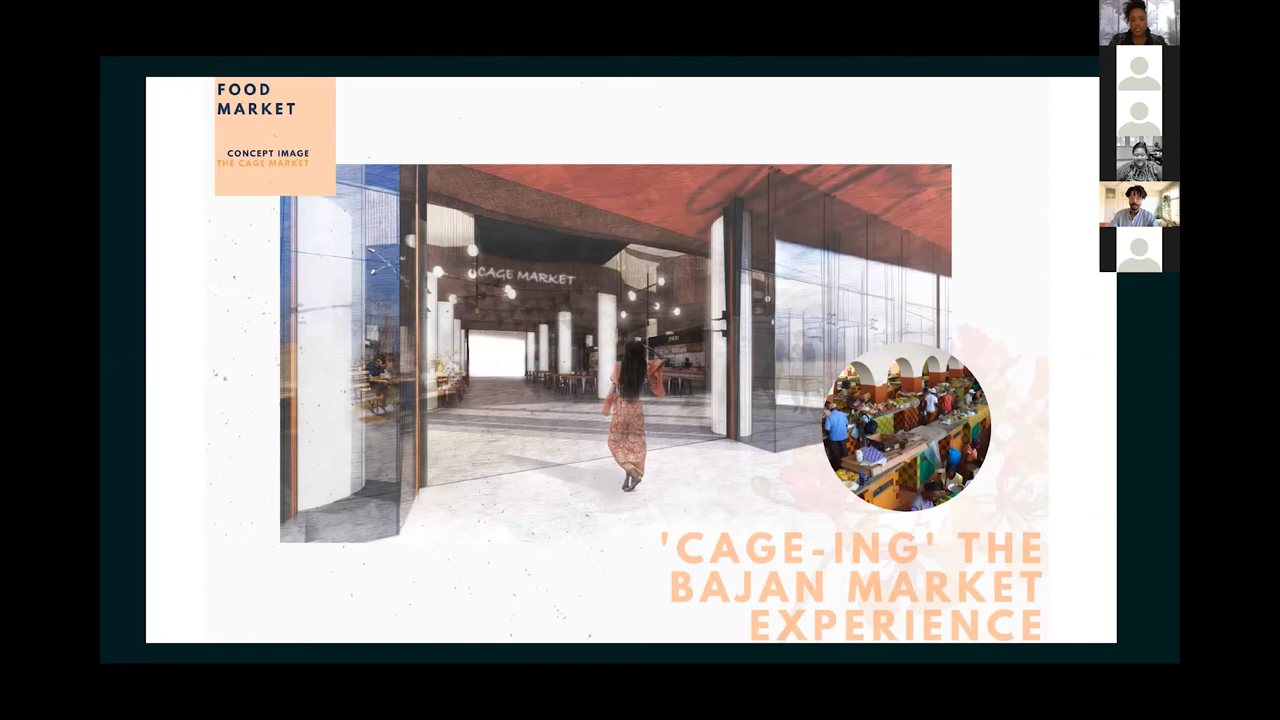 FOOD
MARKET
CONCEPT IMAGE
THE CAGE MARKET
CAGE MARKET
'CAGE-ING' THE
BAJAN MARKET
EXPERIENCE